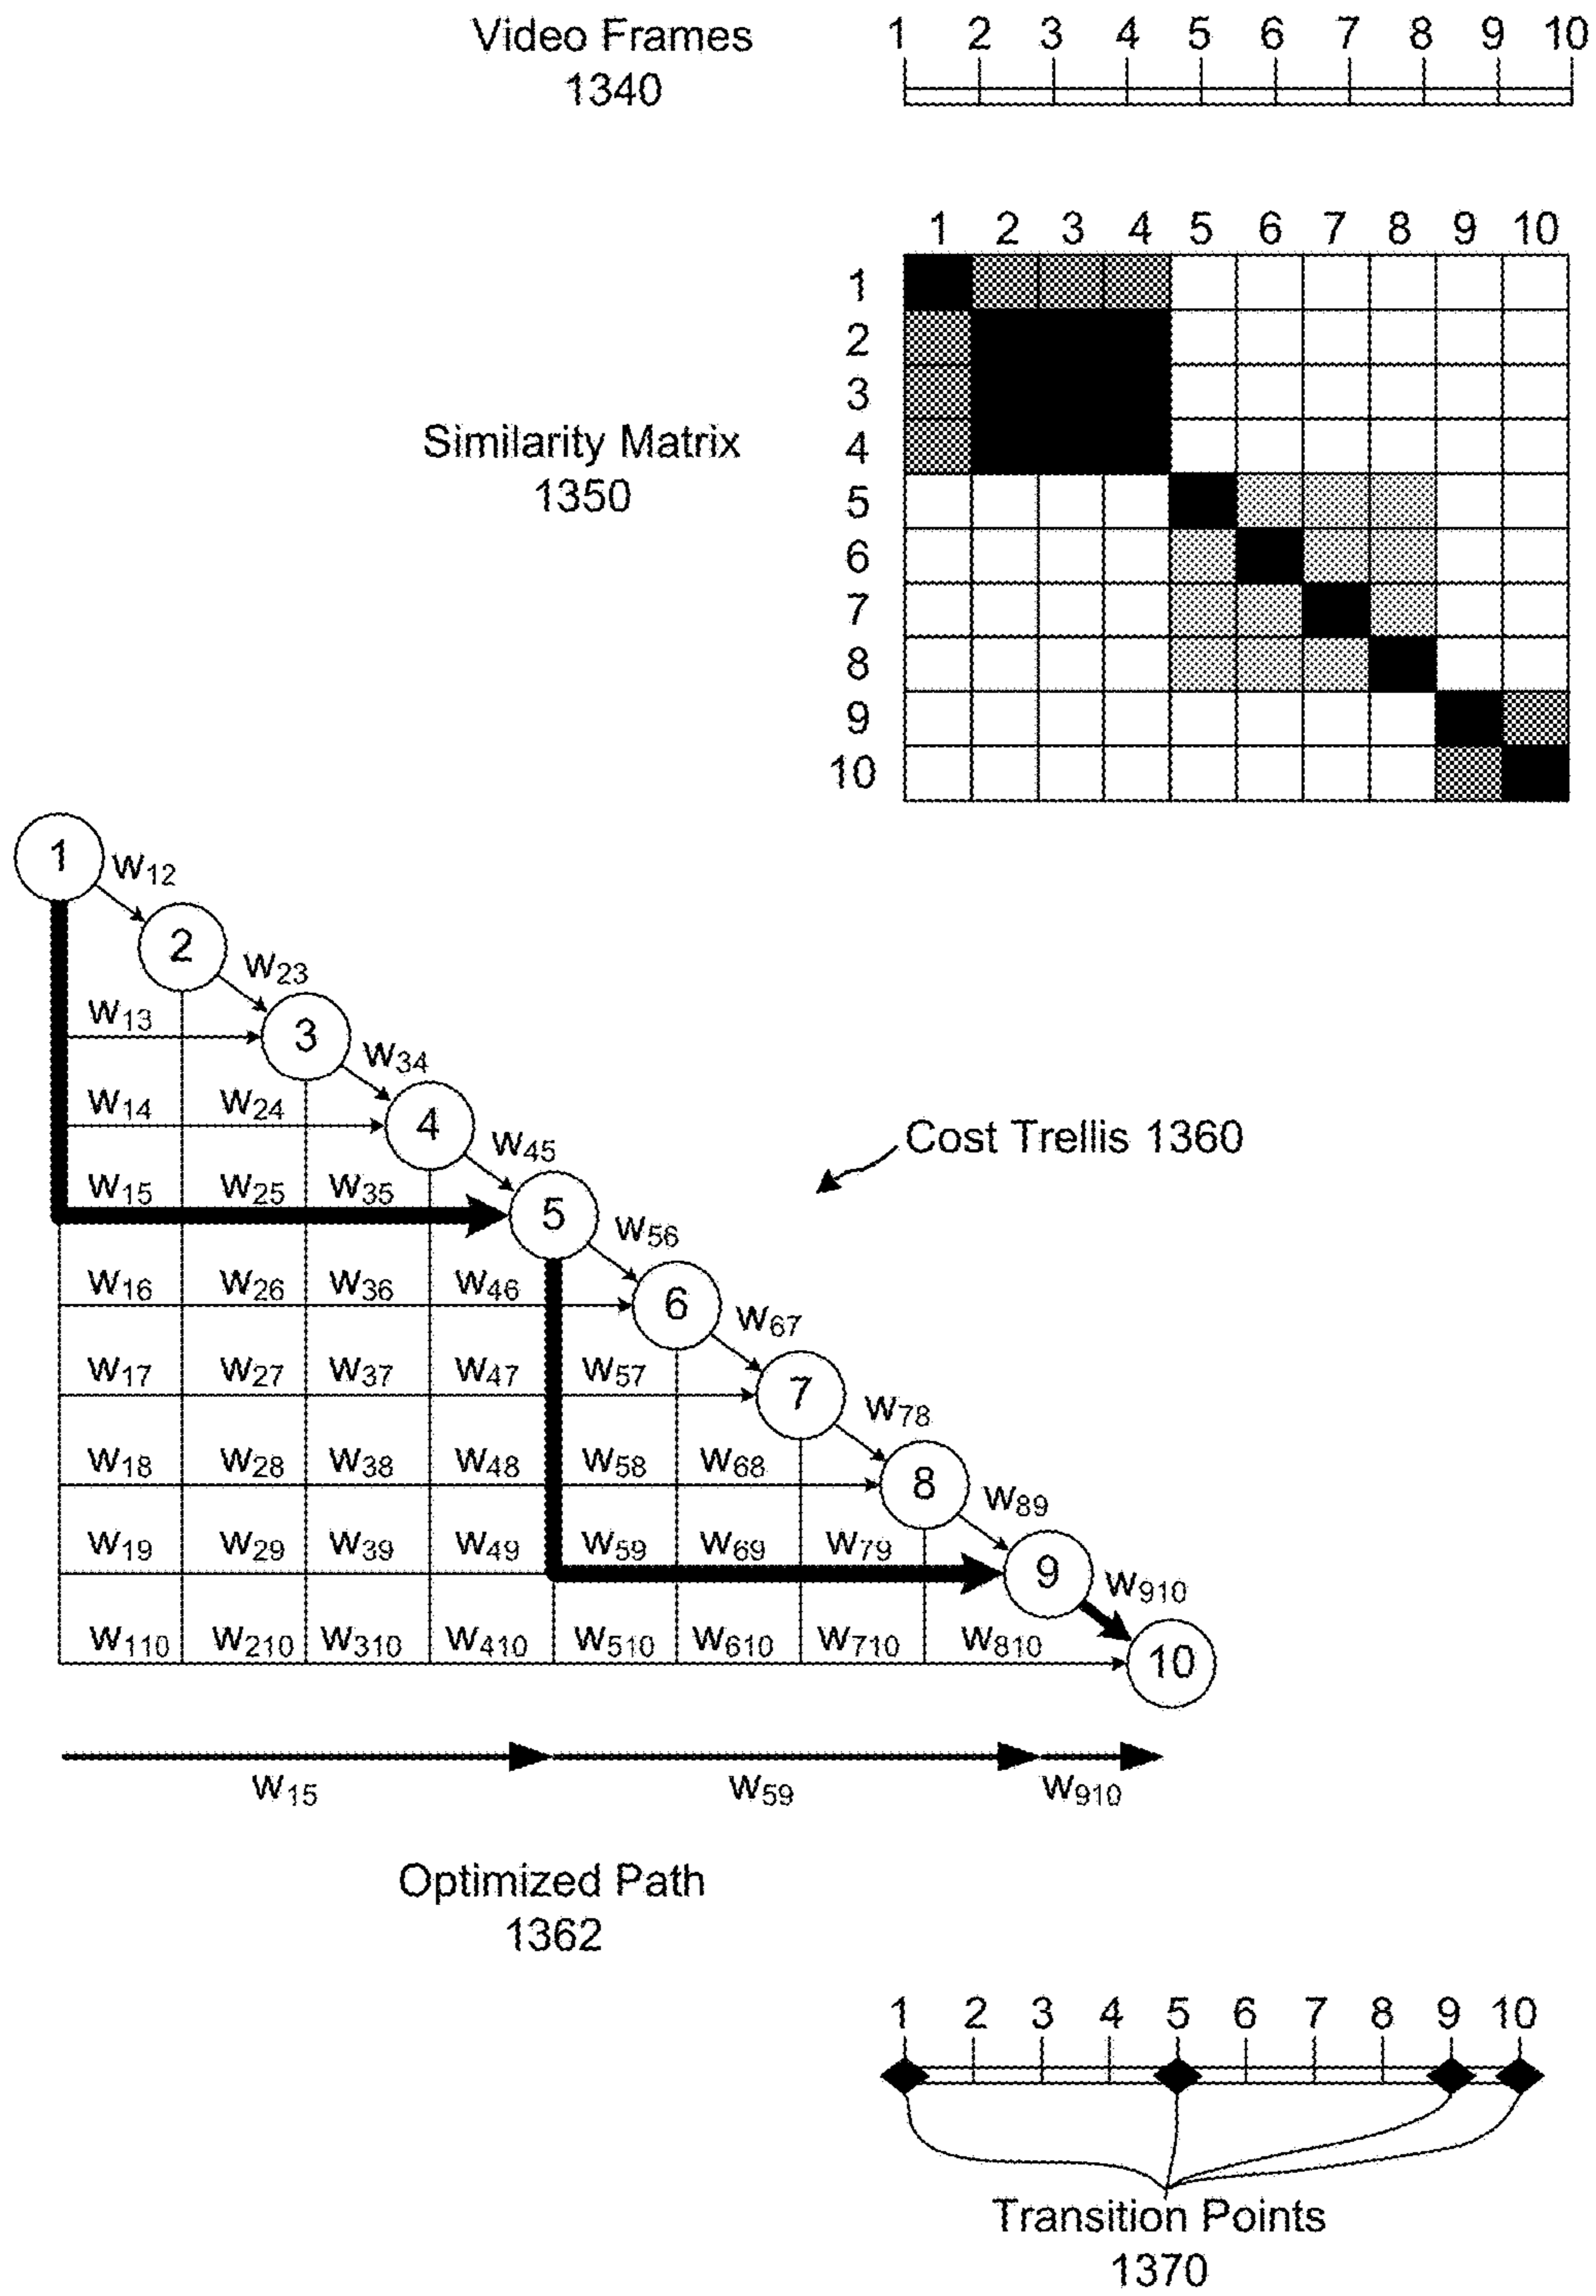 Video Frames
1340
1 2 3 4 5 6 7 8 9 10
1 2 3 4 5 6 7 8 9 10
1
2
3
4
5
6
7
8
9
10
Similarity Matrix
1350
1 w12
2 w23
w13 3 w34
w14 w24 4 w45
Cost Trellis 1360
w15 w25 w35 5 w56
w16 w26 w36 w46 6 w67
w17 w27 w37 w47 w57 7 w78
w18 w28 w38 w48 w58 w68 8 w89
w19 w29 w39 w49 w59 w69 w79 9 w910
w110 w210 w310 w410 w510 w610 w710 w810 10
w15 w59 w910
Optimized Path
1362
1 2 3 4 5 6 7 8 9 10
Transition Points
1370